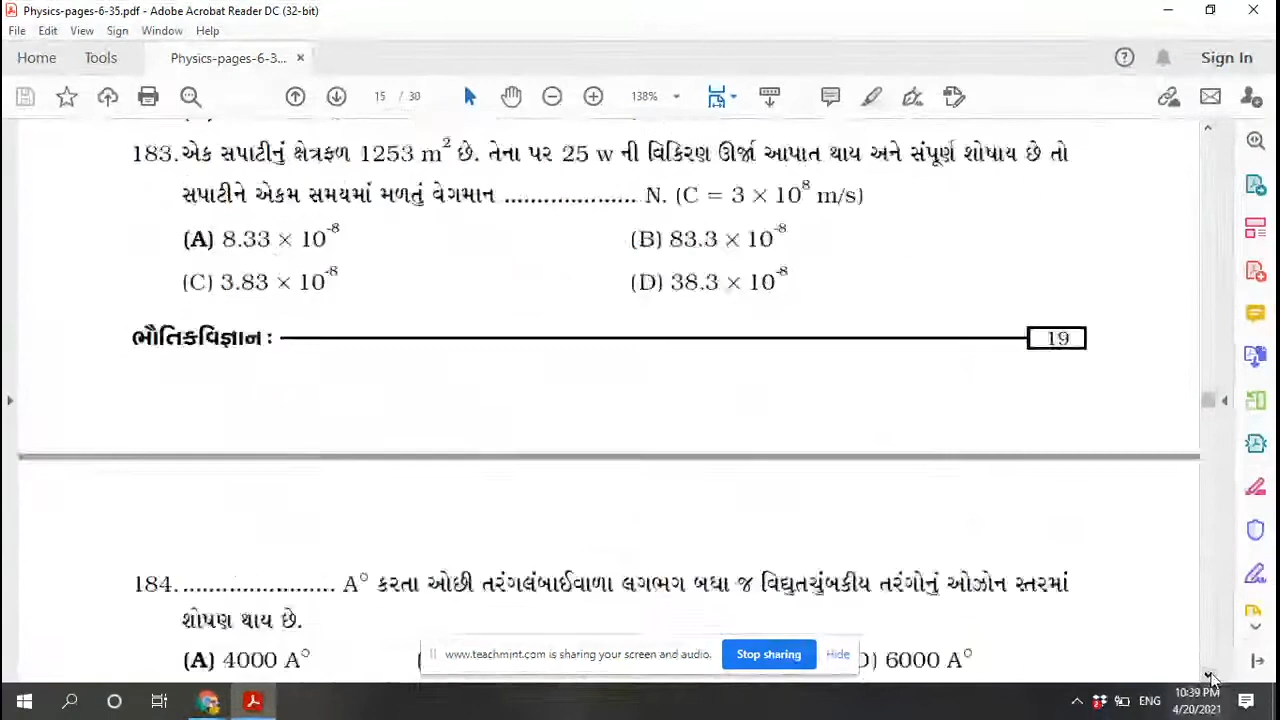 Physics-pages-6-35.pdf - Adobe Acrobat Reader DC (32-bit)
File Edit View Sign Window Help
Home Tools Physics-pages-6-3... × Sign In
15 / 30 138%
183. એક સપાટીનું ક્ષેત્રફળ 1253 m² છે. તેના પર 25 w ની વિકિરણ ઊર્જા આપાત થાય અને સંપૂર્ણ શોષાય છે તો
સપાટીને એકમ સમયમાં મળતું વેગમાન .................... N. (C = 3 × 10⁸ m/s)
(A) 8.33 × 10⁻⁸ (B) 83.3 × 10⁻⁸
(C) 3.83 × 10⁻⁸ (D) 38.3 × 10⁻⁸
ભૌતિકવિજ્ઞાન : 19
184. ....................... A° કરતા ઓછી તરંગલંબાઈવાળા લગભગ બધા જ વિદ્યુતચુંબકીય તરંગોનું ઓઝોન સ્તરમાં
શોષણ થાય છે.
(A) 4000 A° D) 6000 A°
www.teachmint.com is sharing your screen and audio. Stop sharing Hide
ENG 10:39 PM
4/20/2021